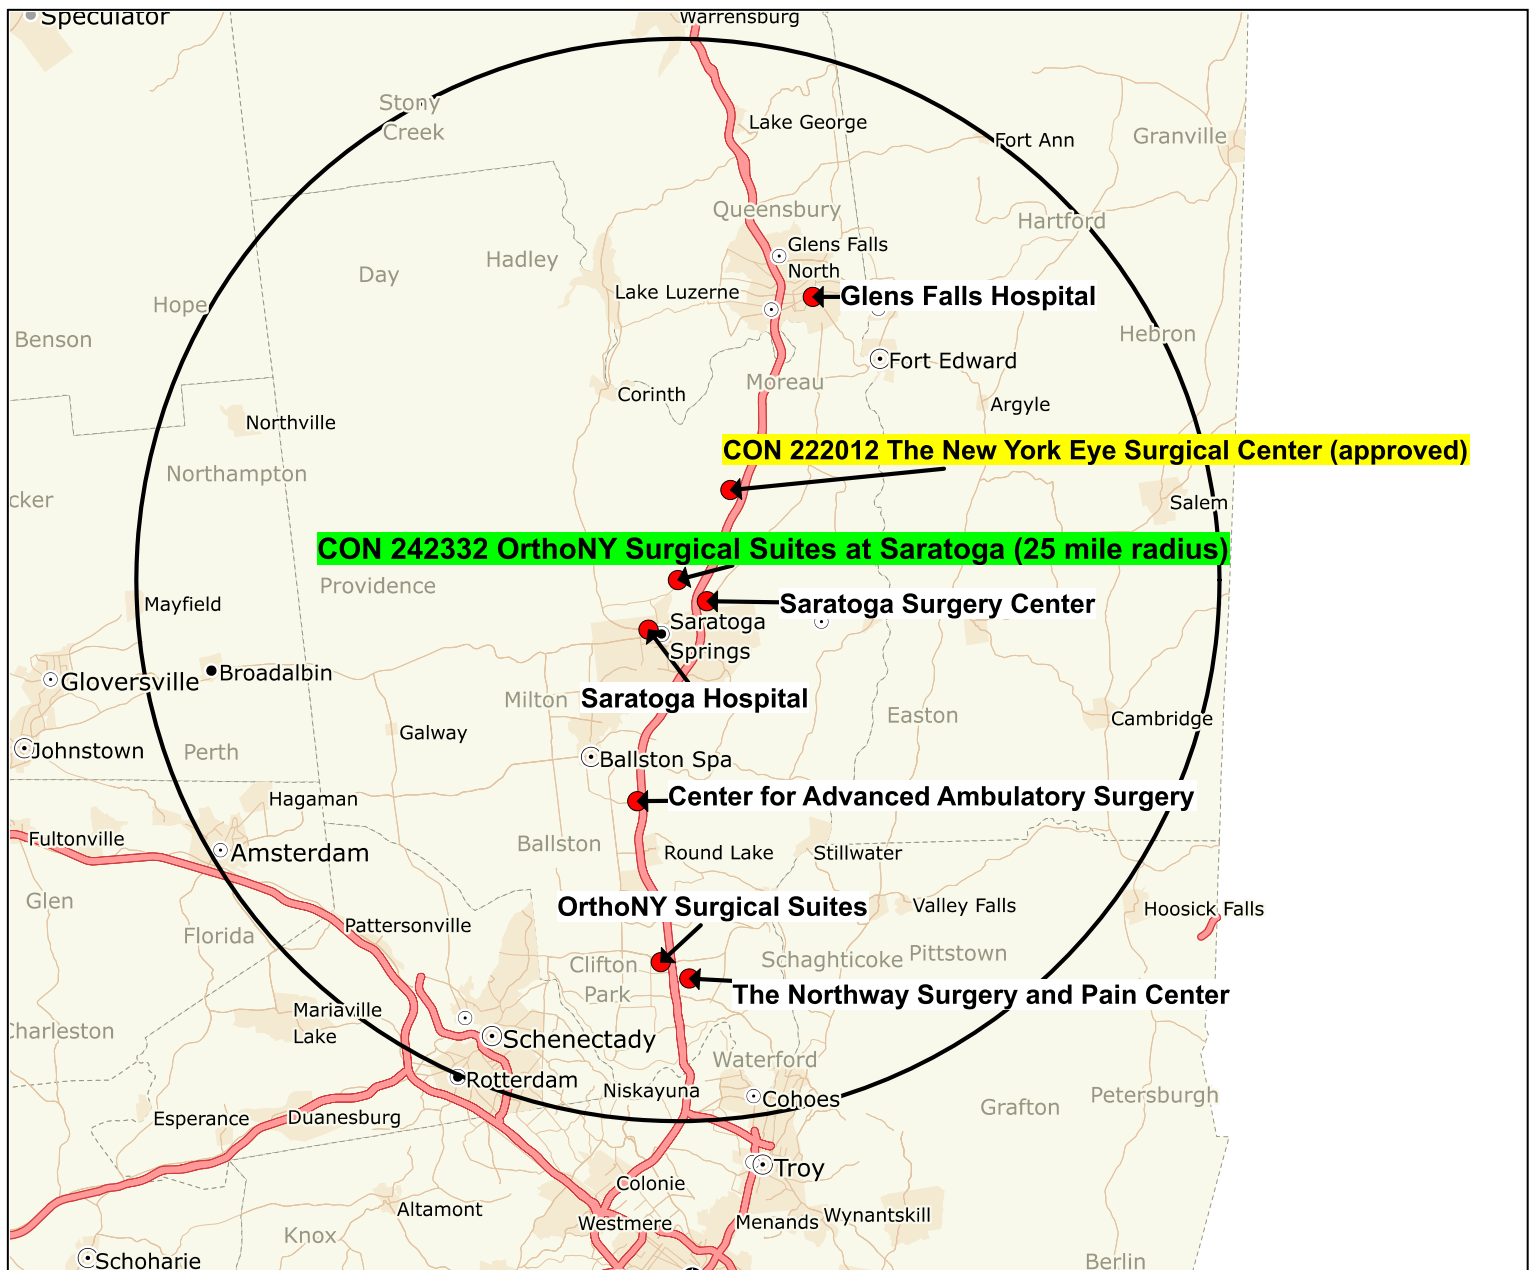 Speculator
Warrensburg
Stony
Creek
Lake George
Fort Ann
Granville
Queensbury
Hartford
Glens Falls
North
Hadley
Day
Lake Luzerne
Glens Falls Hospital
Hope
Benson
Hebron
Fort Edward
Moreau
Corinth
Argyle
Northville
CON 222012 The New York Eye Surgical Center (approved)
Northampton
cker
Salem
CON 242332 OrthoNY Surgical Suites at Saratoga (25 mile radius)
Providence
Mayfield
Saratoga Surgery Center
Saratoga
Springs
Broadalbin
Gloversville
Milton
Saratoga Hospital
Easton
Cambridge
Galway
Johnstown
Perth
Ballston Spa
Center for Advanced Ambulatory Surgery
Hagaman
Fultonville
Ballston
Amsterdam
Round Lake
Stillwater
Glen
OrthoNY Surgical Suites
Valley Falls
Hoosick Falls
Pattersonville
Florida
Schaghticoke
Pittstown
Clifton
Park
The Northway Surgery and Pain Center
Mariaville
Lake
Charleston
Schenectady
Waterford
Rotterdam
Niskayuna
Cohoes
Petersburgh
Grafton
Esperance
Duanesburg
Troy
Colonie
Altamont
Westmere
Menands
Wynantskill
Knox
Schoharie
Berlin